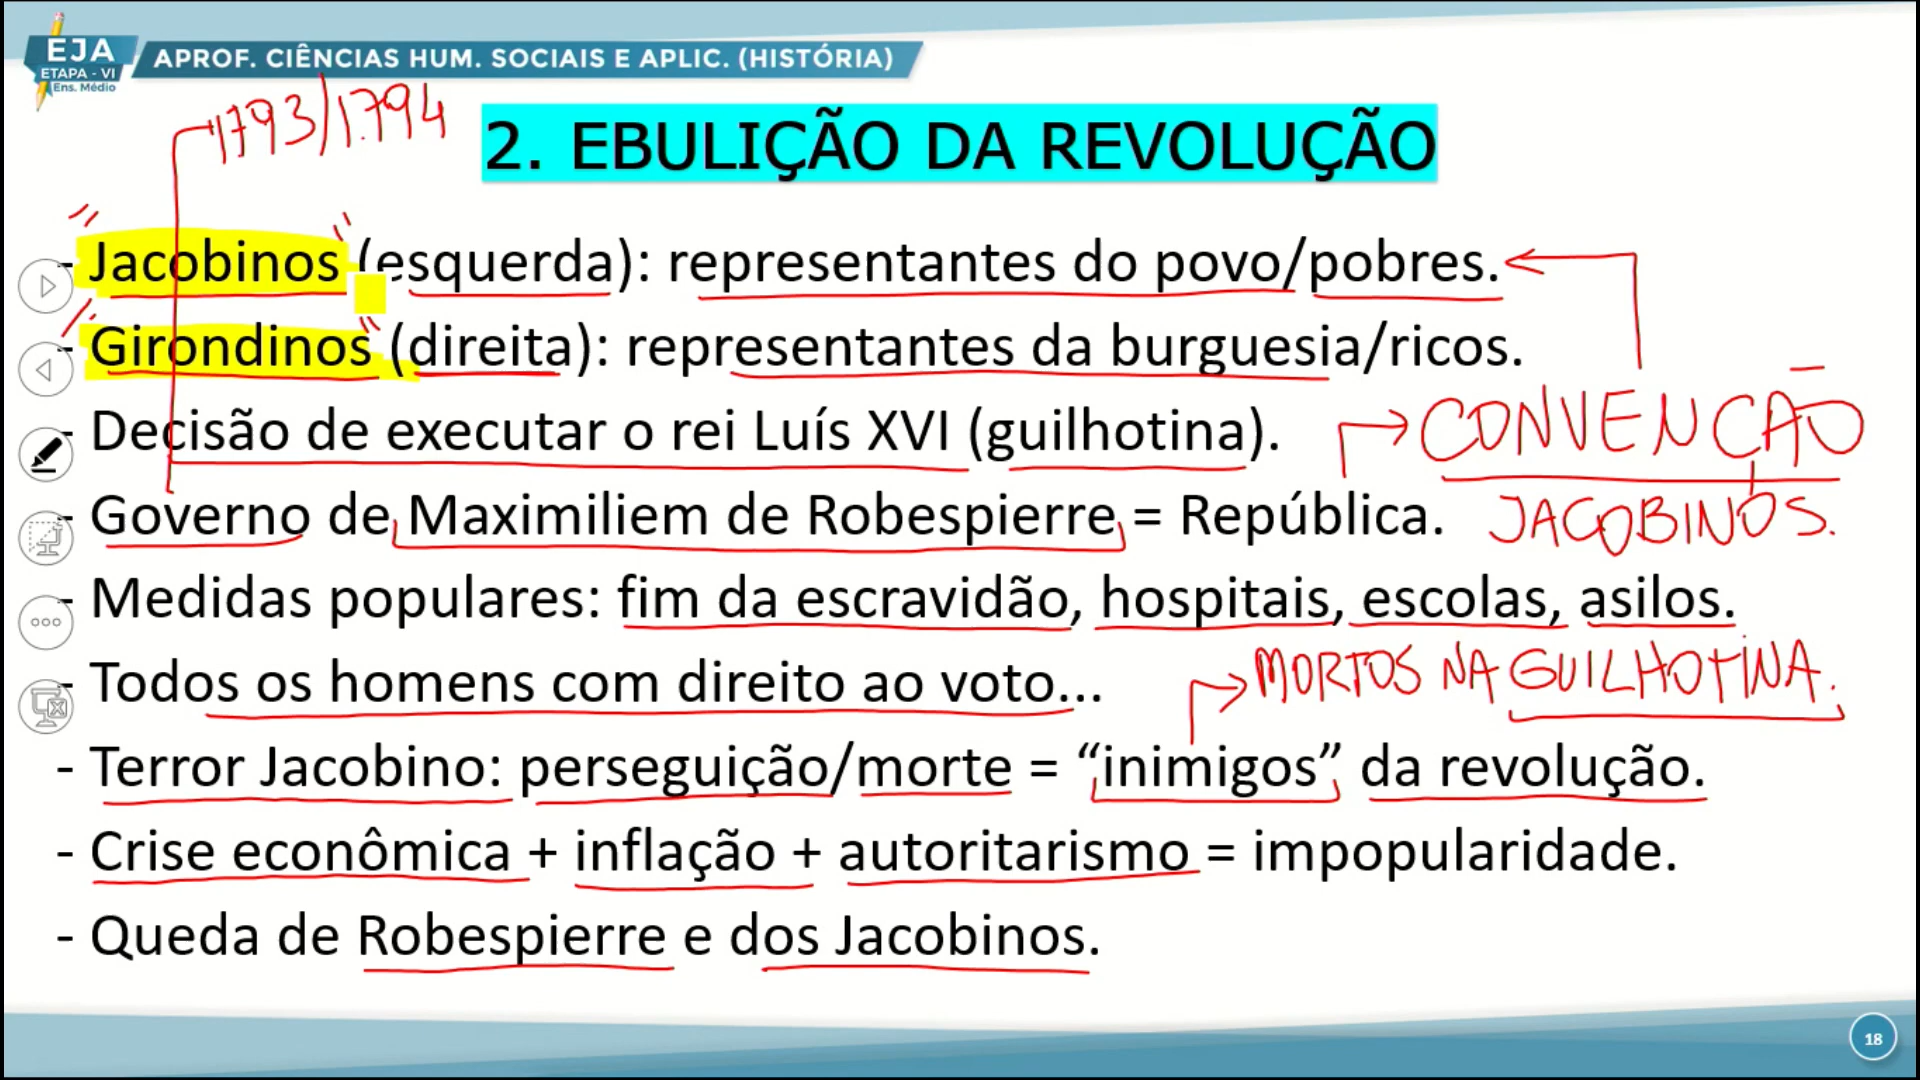 EJA
ETAPA - VI
Ens. Médio
APROF. CIÊNCIAS HUM. SOCIAIS E APLIC. (HISTÓRIA)
1793/1.794
2. EBULIÇÃO DA REVOLUÇÃO
- "Jacobinos" (esquerda): representantes do povo/pobres.
- "Girondinos" (direita): representantes da burguesia/ricos.
- Decisão de executar o rei Luís XVI (guilhotina).
CONVENÇÃO
- Governo de Maximiliem de Robespierre = República.
JACOBINOS.
- Medidas populares: fim da escravidão, hospitais, escolas, asilos.
- Todos os homens com direito ao voto...
MORTOS NA GUILHOTINA.
- Terror Jacobino: perseguição/morte = “inimigos” da revolução.
- Crise econômica + inflação + autoritarismo = impopularidade.
- Queda de Robespierre e dos Jacobinos.
18